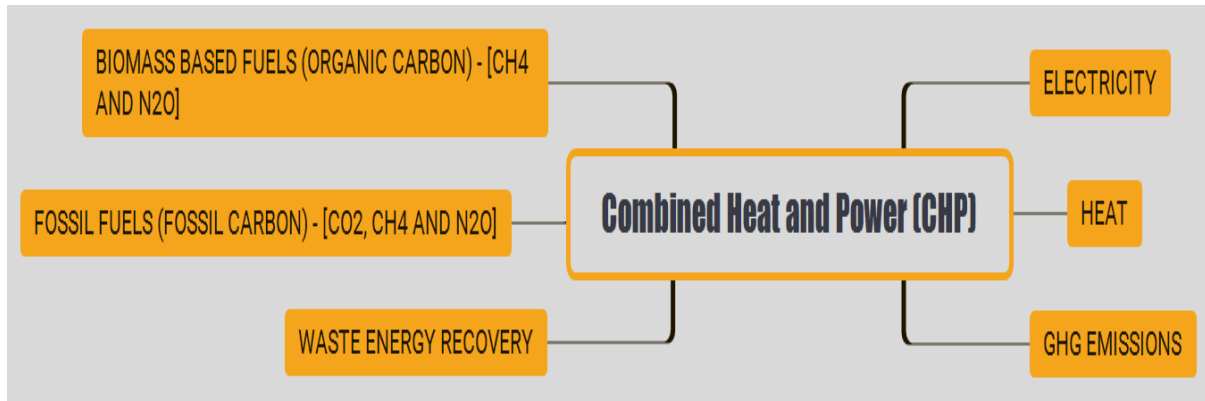 BIOMASS BASED FUELS (ORGANIC CARBON) - [CH4
AND N2O]
FOSSIL FUELS (FOSSIL CARBON) - [CO2, CH4 AND N2O]
WASTE ENERGY RECOVERY
Combined Heat and Power (CHP)
ELECTRICITY
HEAT
GHG EMISSIONS